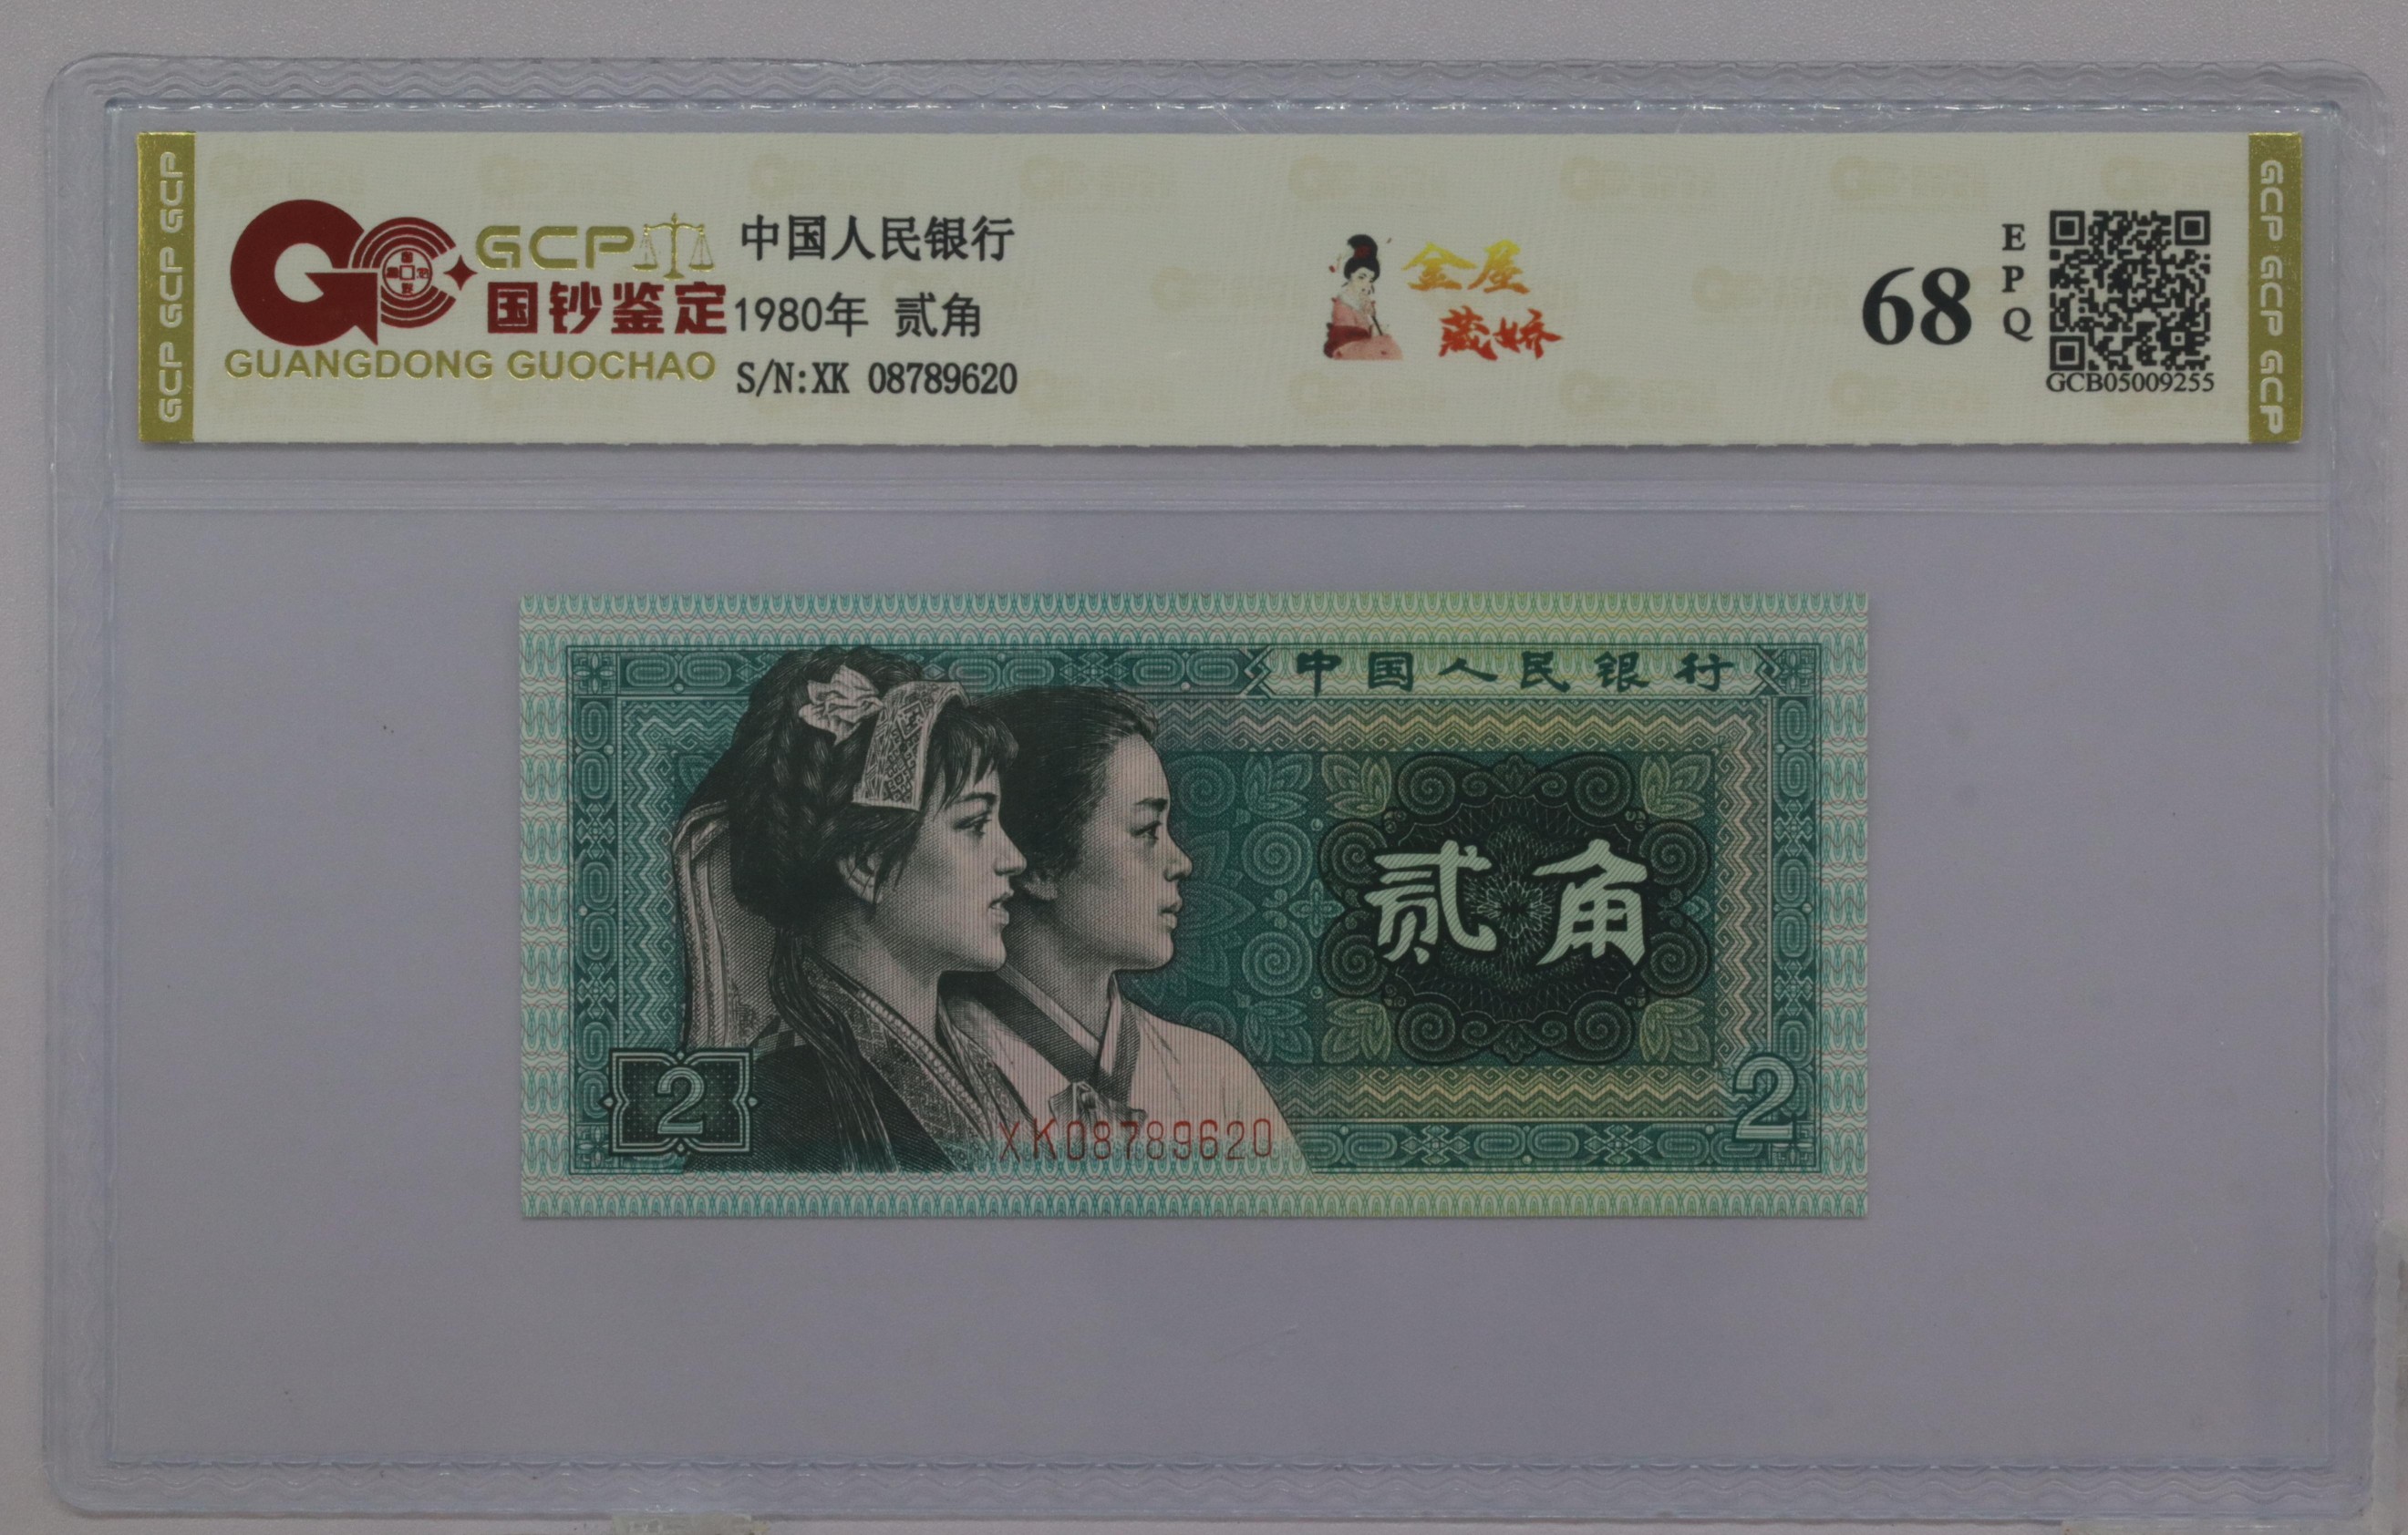 GCP GCP GCP
GCP
国钞鉴定
GUANGDONG GUOCHAO
中国人民银行
1980年 贰角
S/N:XK 08789620
金屋
藏娇
68
EPQ
GCB05009255
GCP GCP GCP
中国人民银行
贰角
2
XK08789620
2